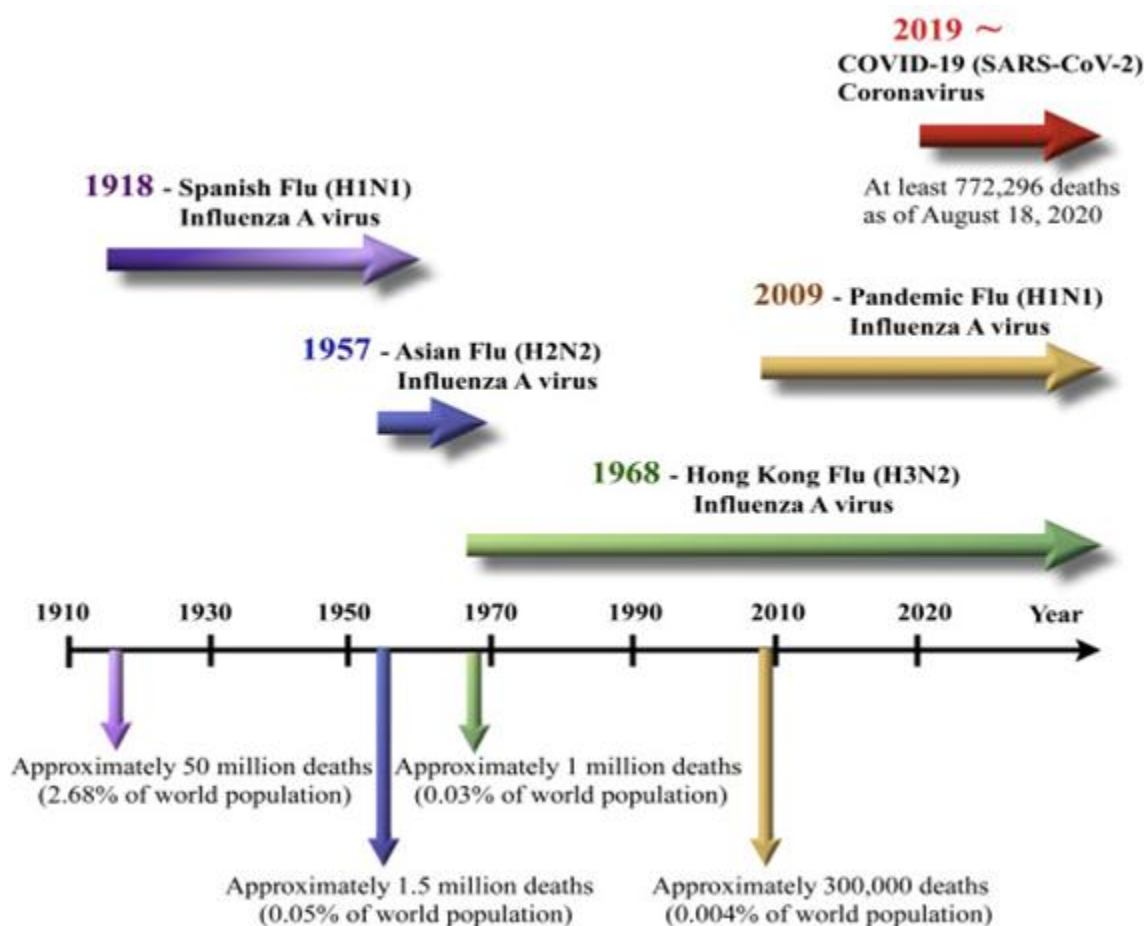 2019 ~
COVID-19 (SARS-CoV-2)
Coronavirus
At least 772,296 deaths
as of August 18, 2020
1918 - Spanish Flu (H1N1)
Influenza A virus
2009 - Pandemic Flu (H1N1)
Influenza A virus
1957 - Asian Flu (H2N2)
Influenza A virus
1968 - Hong Kong Flu (H3N2)
Influenza A virus
1910 1930 1950 1970 1990 2010 2020 Year
Approximately 50 million deaths
(2.68% of world population)
Approximately 1 million deaths
(0.03% of world population)
Approximately 1.5 million deaths
(0.05% of world population)
Approximately 300,000 deaths
(0.004% of world population)